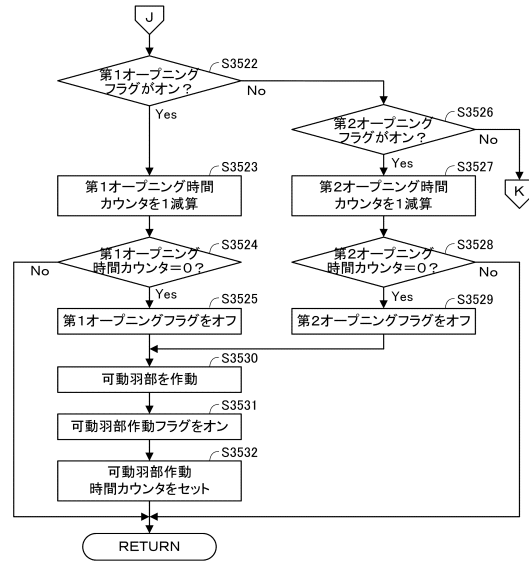 J
S3522
第1オープニング
フラグがオン？
No
Yes
S3526
第2オープニング
フラグがオン？
No
Yes
K
S3523
第1オープニング時間
カウンタを1減算
S3527
第2オープニング時間
カウンタを1減算
S3524
第1オープニング
時間カウンタ=0？
No
Yes
S3528
第2オープニング
時間カウンタ=0？
No
Yes
S3525
第1オープニングフラグをオフ
S3529
第2オープニングフラグをオフ
S3530
可動羽部を作動
S3531
可動羽部作動フラグをオン
S3532
可動羽部作動
時間カウンタをセット
RETURN